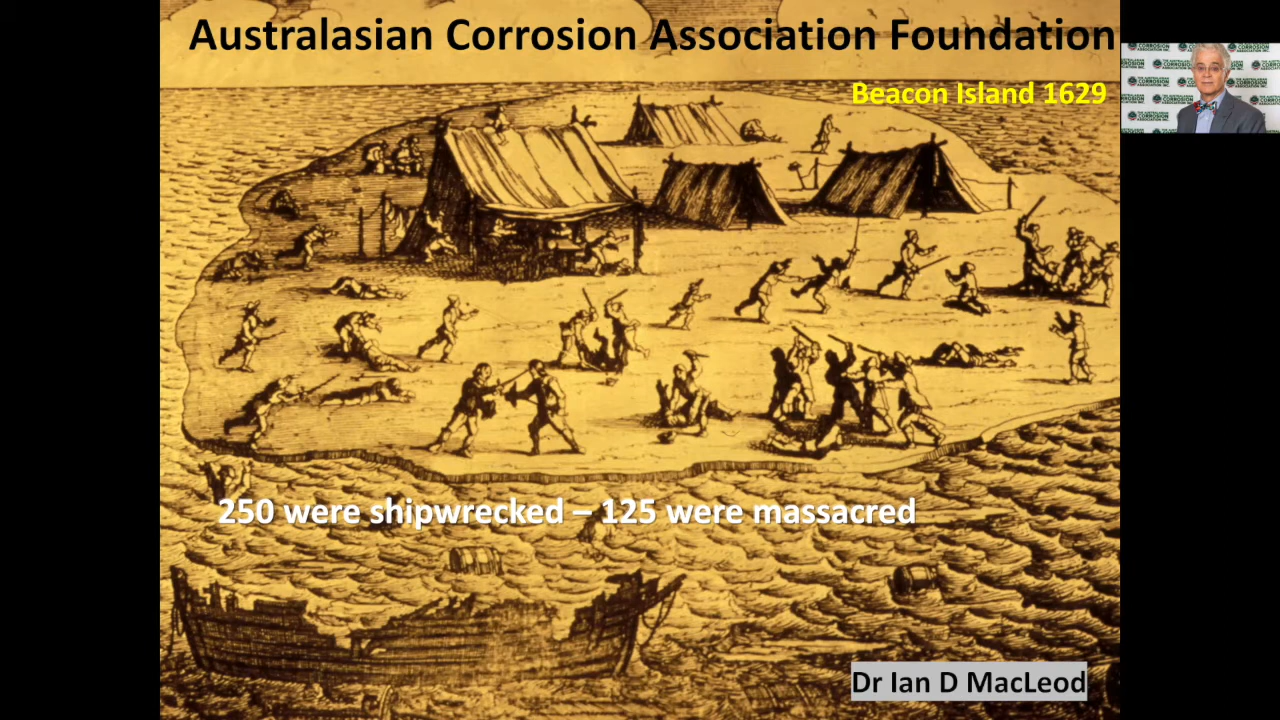 Australasian Corrosion Association Foundation
Beacon Island 1629
250 were shipwrecked – 125 were massacred
Dr Ian D MacLeod